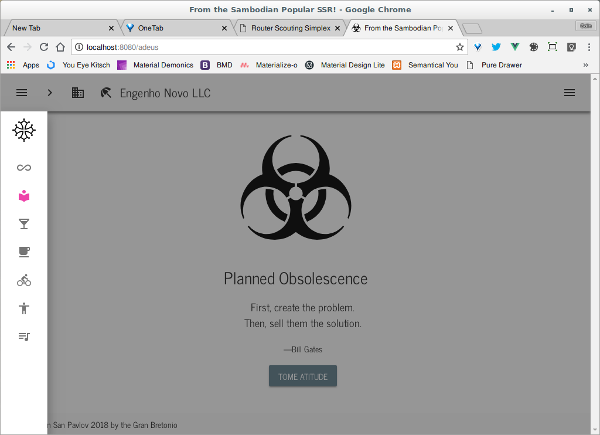 From the Sambodian Popular SSR! - Google Chrome
New Tab
OneTab
Router Scouting Simplex
From the Sambodian Po
localhost:8080/adeus
Apps
You Eye Kitsch
Material Demonics
BMD
Materialize-o
Material Design Lite
Semantical You
Pure Drawer
»
Engenho Novo LLC
Planned Obsolescence
First, create the problem.
Then, sell them the solution.
—Bill Gates
TOME ATITUDE
n San Pavlov 2018 by the Gran Bretonio